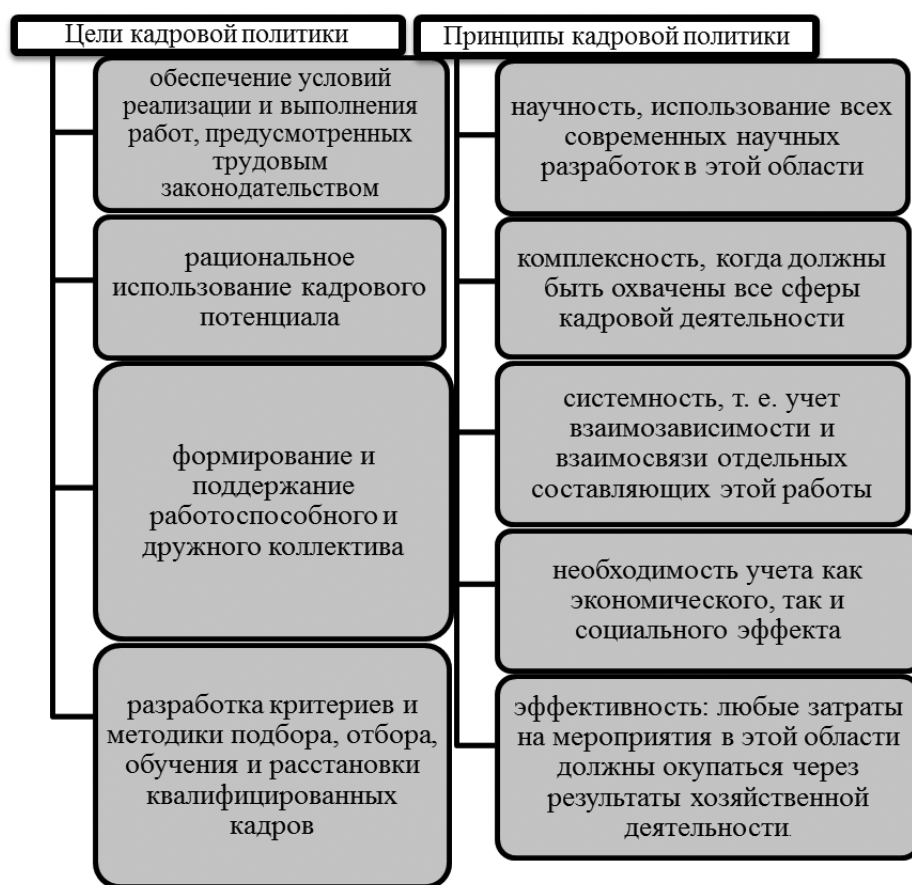 Цели кадровой политики
обеспечение условий
реализации и выполнения
работ, предусмотренных
трудовым
законодательством
рациональное
использование кадрового
потенциала
формирование и
поддержание
работоспособного и
дружного коллектива
разработка критериев и
методики подбора, отбора,
обучения и расстановки
квалифицированных
кадров
Принципы кадровой политики
научность, использование всех
современных научных
разработок в этой области
комплексность, когда должны
быть охвачены все сферы
кадровой деятельности
системность, т. е. учет
взаимозависимости и
взаимосвязи отдельных
составляющих этой работы
необходимость учета как
экономического, так и
социального эффекта
эффективность: любые затраты
на мероприятия в этой области
должны окупаться через
результаты хозяйственной
деятельности.